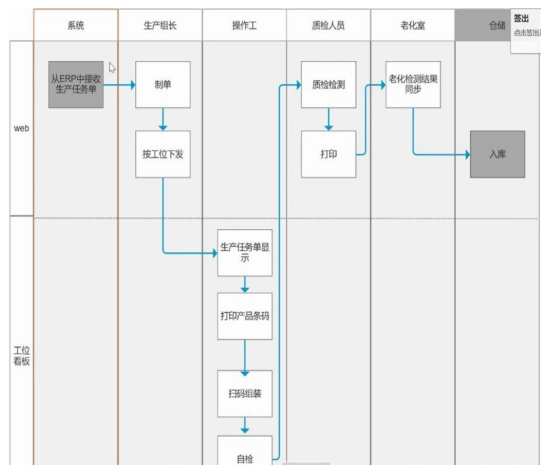 系统
生产组长
操作工
质检人员
老化室
仓储
签出
web
从ERP中接收
生产任务单
制单
质检检测
老化检测结果
同步
按工位下发
打印
入库
工位
看板
生产任务单显
示
打印产品条码
扫码组装
自检